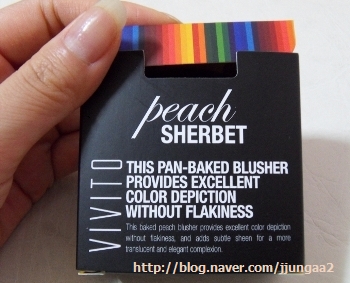 peach
SHERBET
VIVITO
THIS PAN-BAKED BLUSHER
PROVIDES EXCELLENT
COLOR DEPICTION
WITHOUT FLAKINESS
This baked peach blusher provides excellent color depiction
without flakiness, and adds subtle sheen for a more
translucent and elegant complexion.
http://blog.naver.com/jjungaa2